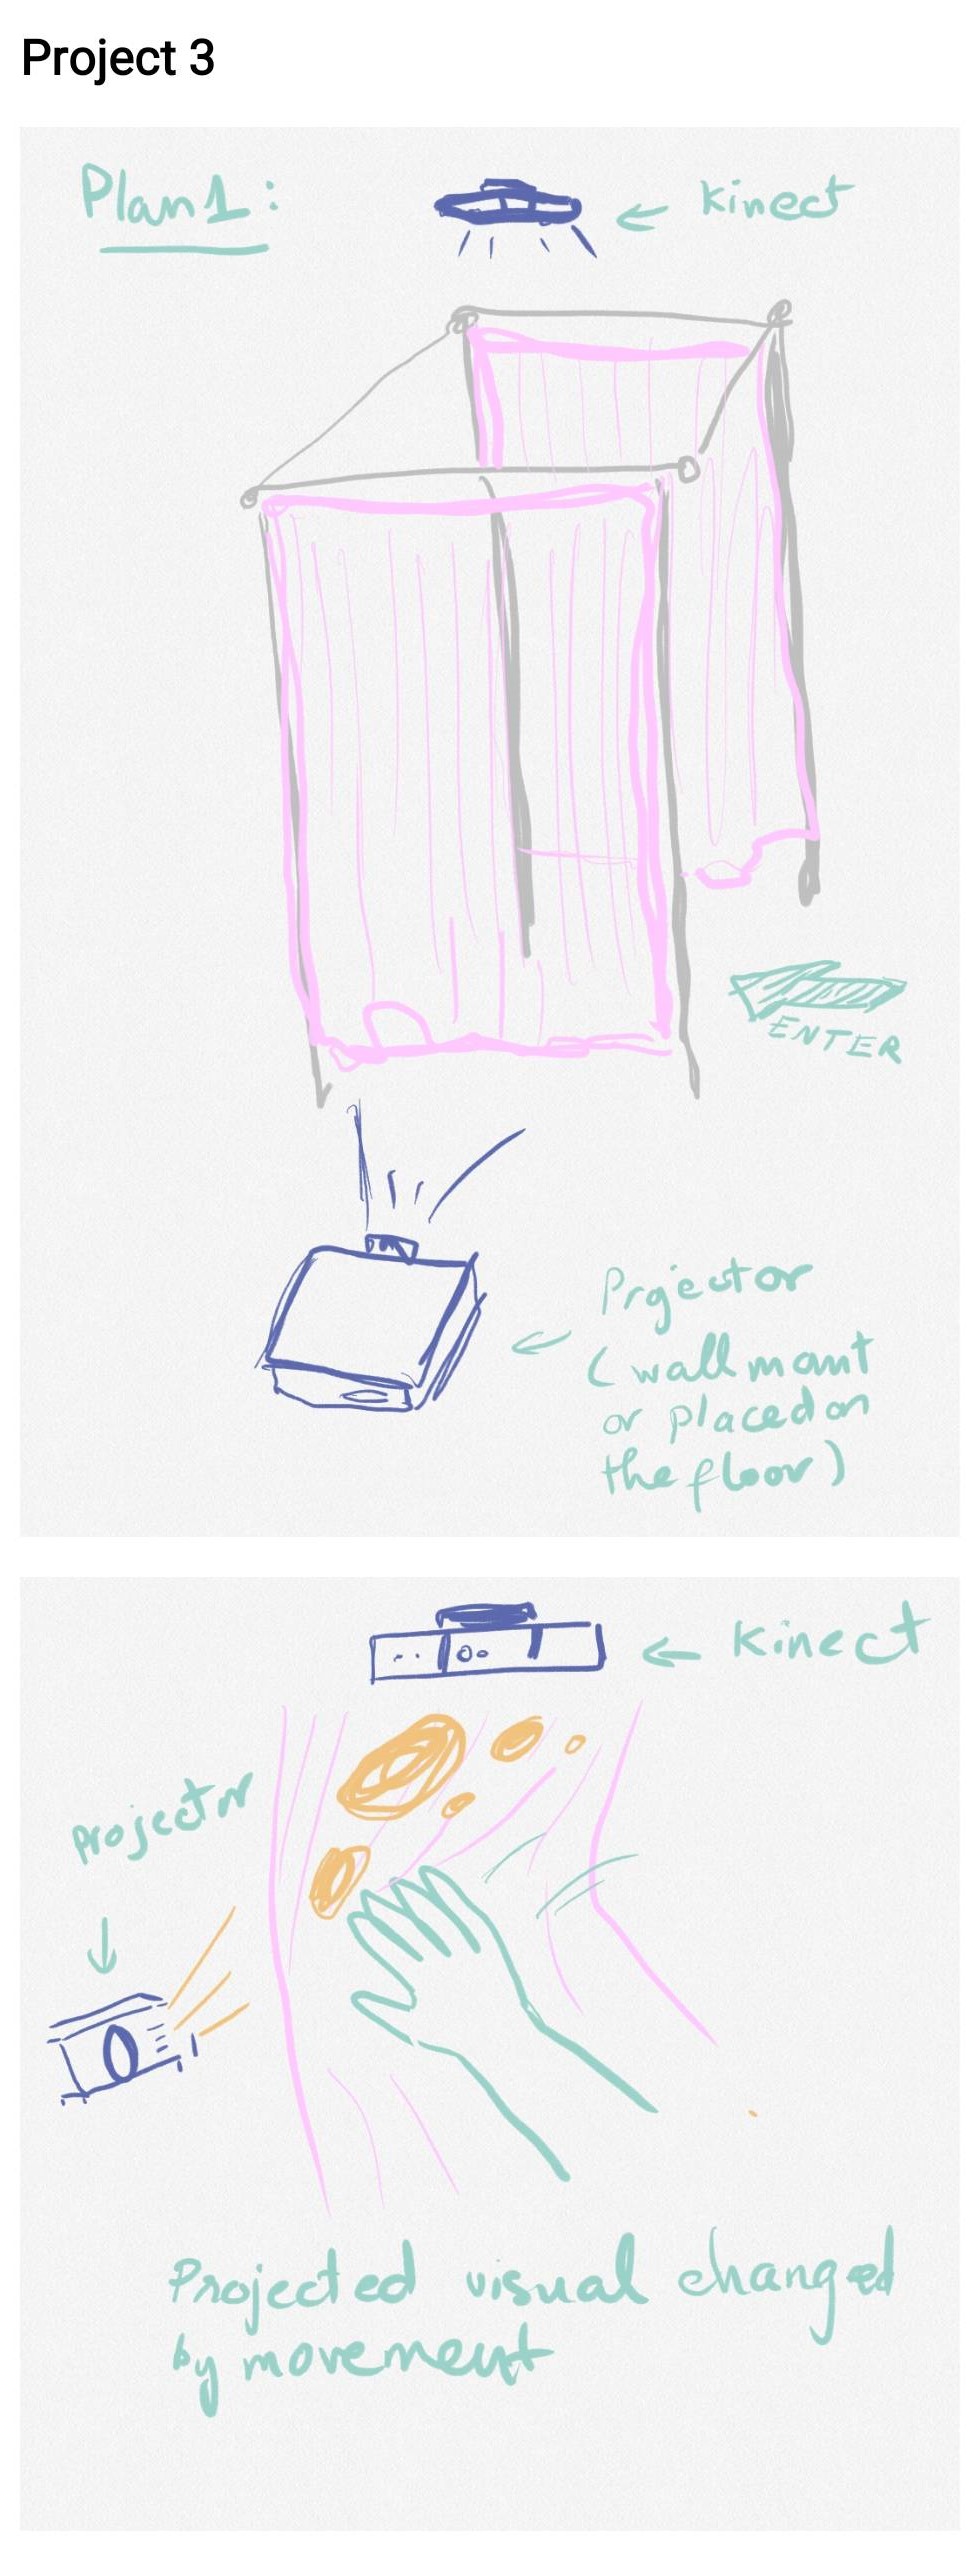 Project 3
Plan1:
Kinect
ENTER
Projector
(wall mant
or placed on
the floor)
Kinect
Projector
Projected visual changed
by movement